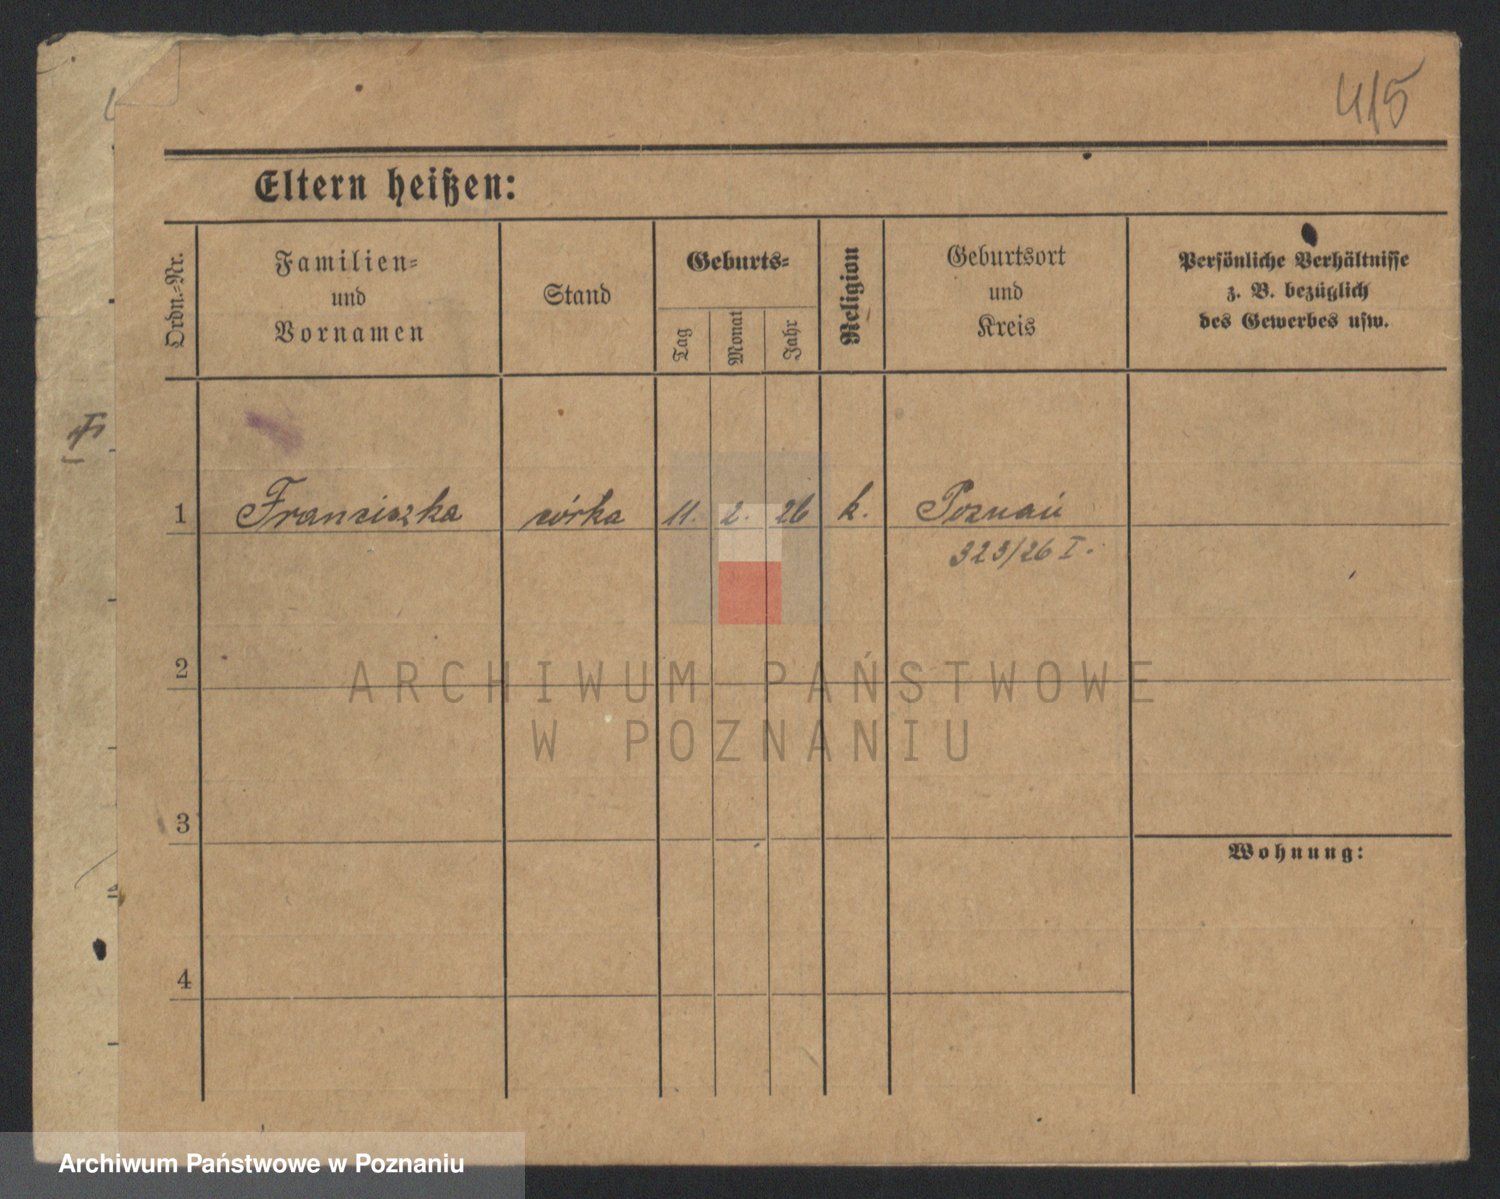 415
Eltern heißen:
Ordn.-Nr.
Familien-
und
Vornamen
Stand
Geburts-
Tag
Monat
Jahr
Religion
Geburtsort
und
Kreis
Persönliche Verhältnisse
z. B. bezüglich
des Gewerbes usw.
1 Franciszka córka 11. 2. 26 k. Poznań
323/26 I.
2
3
4
Wohnung:
ARCHIWUM PAŃSTWOWE
W POZNANIU
Archiwum Państwowe w Poznaniu